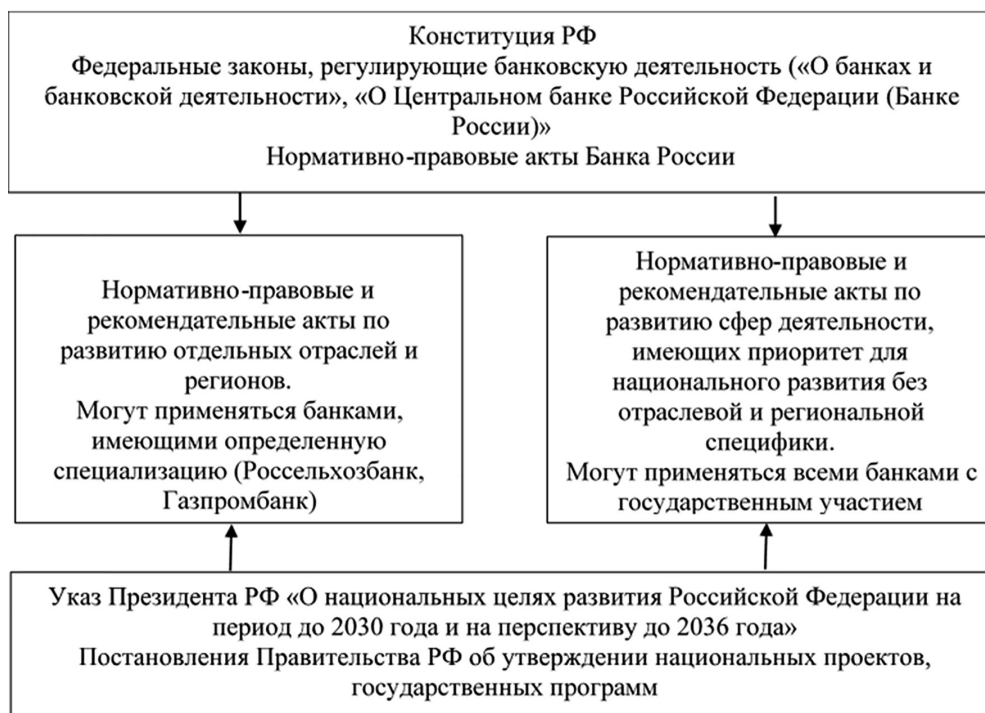 Конституция РФ
Федеральные законы, регулирующие банковскую деятельность («О банках и
банковской деятельности», «О Центральном банке Российской Федерации (Банке
России)»
Нормативно-правовые акты Банка России
Нормативно-правовые и
рекомендательные акты по
развитию отдельных отраслей и
регионов.
Могут применяться банками,
имеющими определенную
специализацию (Россельхозбанк,
Газпромбанк)
Нормативно-правовые и
рекомендательные акты по
развитию сфер деятельности,
имеющих приоритет для
национального развития без
отраслевой и региональной
специфики.
Могут применяться всеми банками с
государственным участием
Указ Президента РФ «О национальных целях развития Российской Федерации на
период до 2030 года и на перспективу до 2036 года»
Постановления Правительства РФ об утверждении национальных проектов,
государственных программ